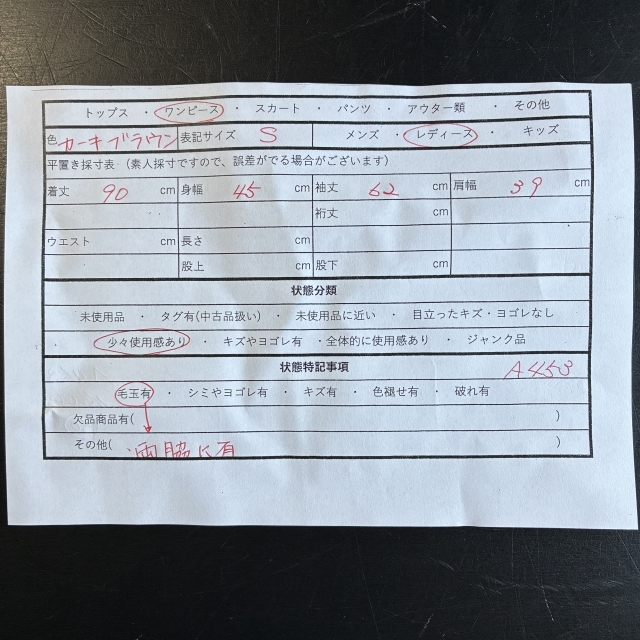 トップス ・ ワンピース ・ スカート ・ パンツ ・ アウター類 ・ その他
色 カーキブラウン 表記サイズ S メンズ ・ レディース ・ キッズ
平置き採寸表 (素人採寸ですので、誤差がでる場合がございます)
着丈 90 cm 身幅 45 cm 袖丈 62 cm 肩幅 39 cm
裄丈 cm
ウエスト cm 長さ cm
股上 cm 股下 cm
状態分類
未使用品 ・ タグ有(中古品扱い) ・ 未使用品に近い ・ 目立ったキズ・ヨゴレなし
・ 少々使用感あり ・ キズやヨゴレ有 ・全体的に使用感あり ・ ジャンク品
状態特記事項 A453
毛玉有 ・ シミやヨゴレ有 ・ キズ有 ・ 色褪せ有 ・ 破れ有
欠品商品有( )
その他( 両脇に有 )